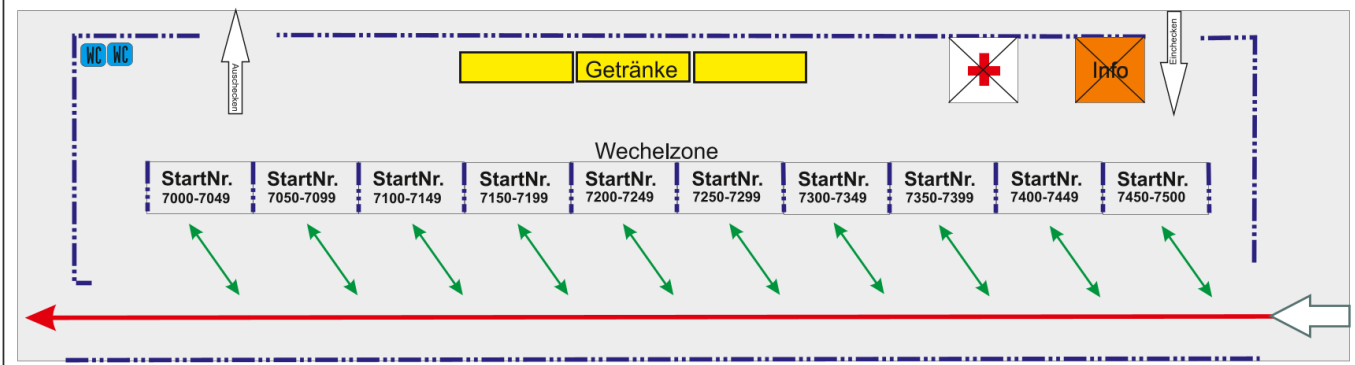 WC WC
Auschecken
Getränke
Info
Einchecken
Wechelzone
StartNr.
7000-7049
StartNr.
7050-7099
StartNr.
7100-7149
StartNr.
7150-7199
StartNr.
7200-7249
StartNr.
7250-7299
StartNr.
7300-7349
StartNr.
7350-7399
StartNr.
7400-7449
StartNr.
7450-7500